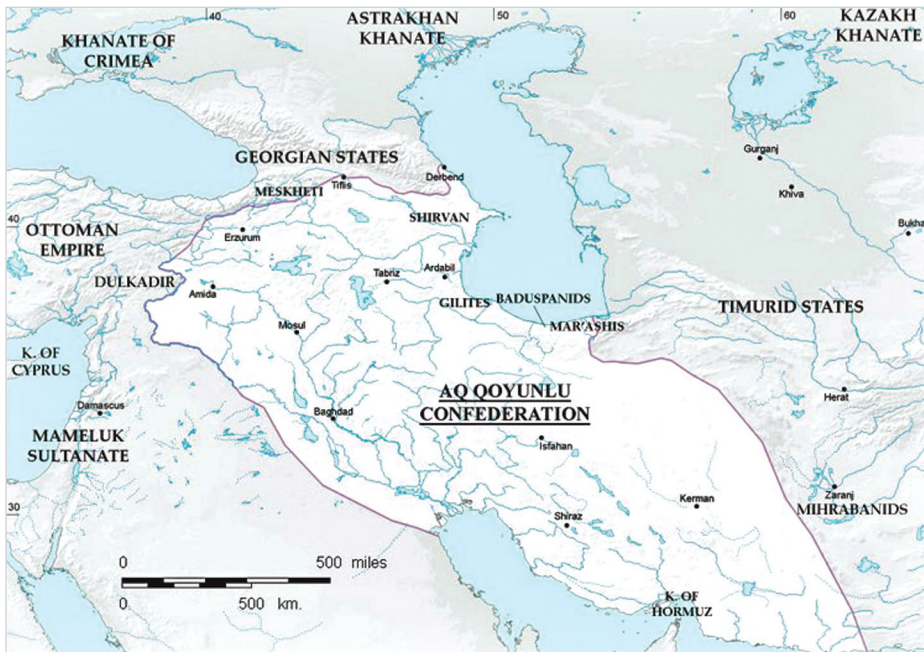 40
50
60
KHANATE OF
CRIMEA
ASTRAKHAN
KHANATE
KAZAKH
KHANATE
GEORGIAN STATES
MESKHETI
Tiflis
Derbend
Gurganj
Khiva
Bukha
40
OTTOMAN
EMPIRE
Erzurum
SHIRVAN
DULKADIR
Amida
Tabriz
Ardabil
GILITES
BADUSPANIDS
MAR'ASHIS
TIMURID STATES
Mosul
K. OF
CYPRUS
Damascus
MAMELUK
SULTANATE
Baghdad
AQ QOYUNLU
CONFEDERATION
Isfahan
Herat
Zaranj
MIHRABANIDS
30
Shiraz
Kerman
K. OF
HORMUZ
0 500 miles
0 500 km.